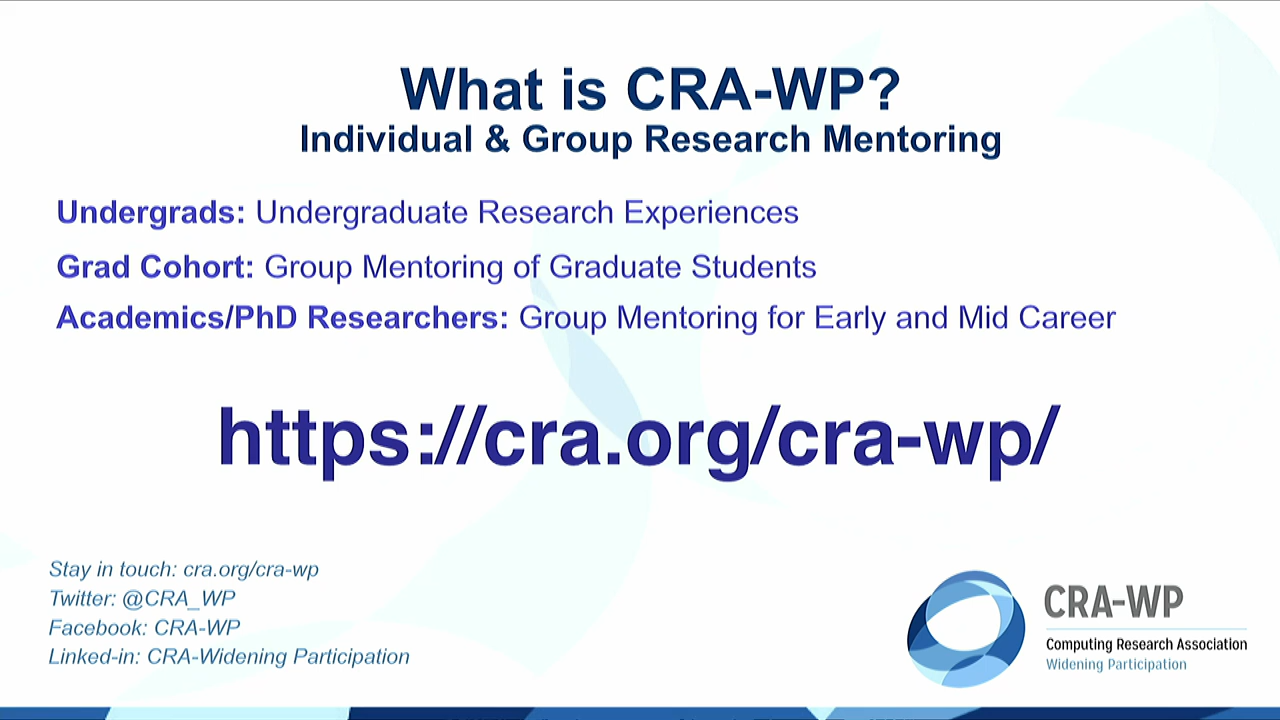 What is CRA-WP?
Individual & Group Research Mentoring
Undergrads: Undergraduate Research Experiences
Grad Cohort: Group Mentoring of Graduate Students
Academics/PhD Researchers: Group Mentoring for Early and Mid Career
https://cra.org/cra-wp/
Stay in touch: cra.org/cra-wp
Twitter: @CRA_WP
Facebook: CRA-WP
Linked-in: CRA-Widening Participation
CRA-WP
Computing Research Association
Widening Participation